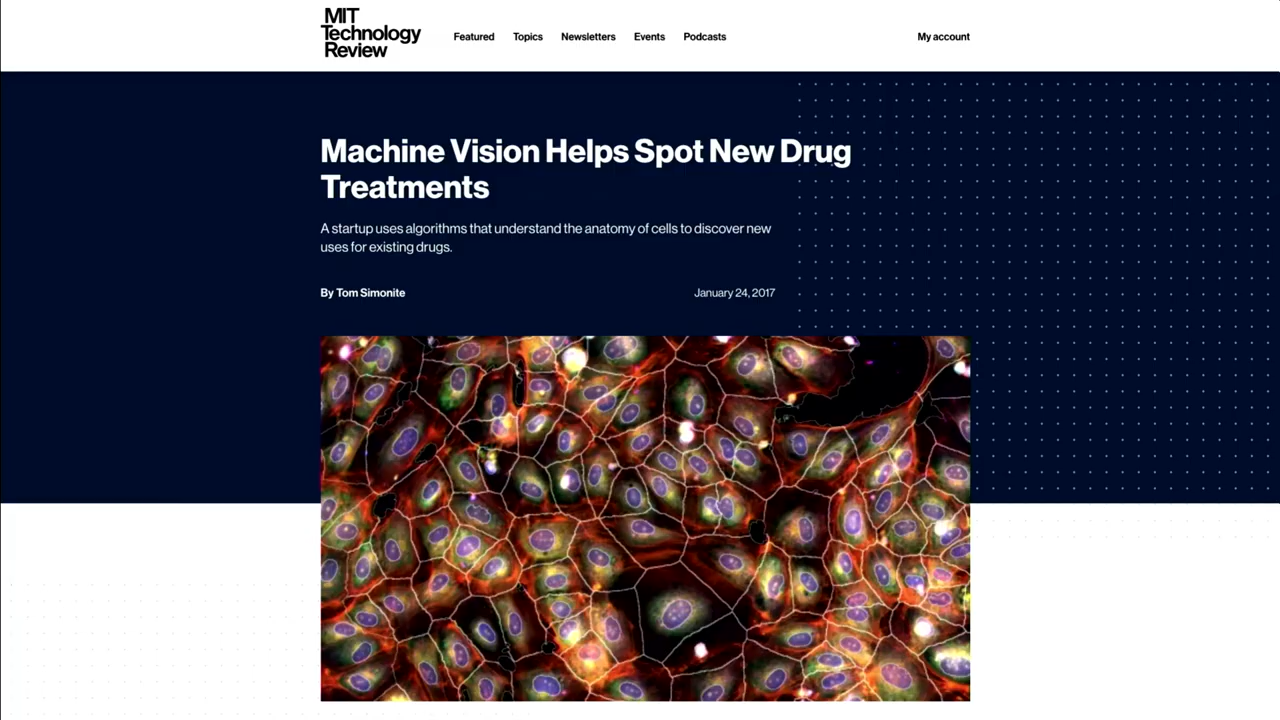 MIT
Technology
Review
Featured Topics Newsletters Events Podcasts My account
Machine Vision Helps Spot New Drug
Treatments
A startup uses algorithms that understand the anatomy of cells to discover new
uses for existing drugs.
By Tom Simonite January 24, 2017